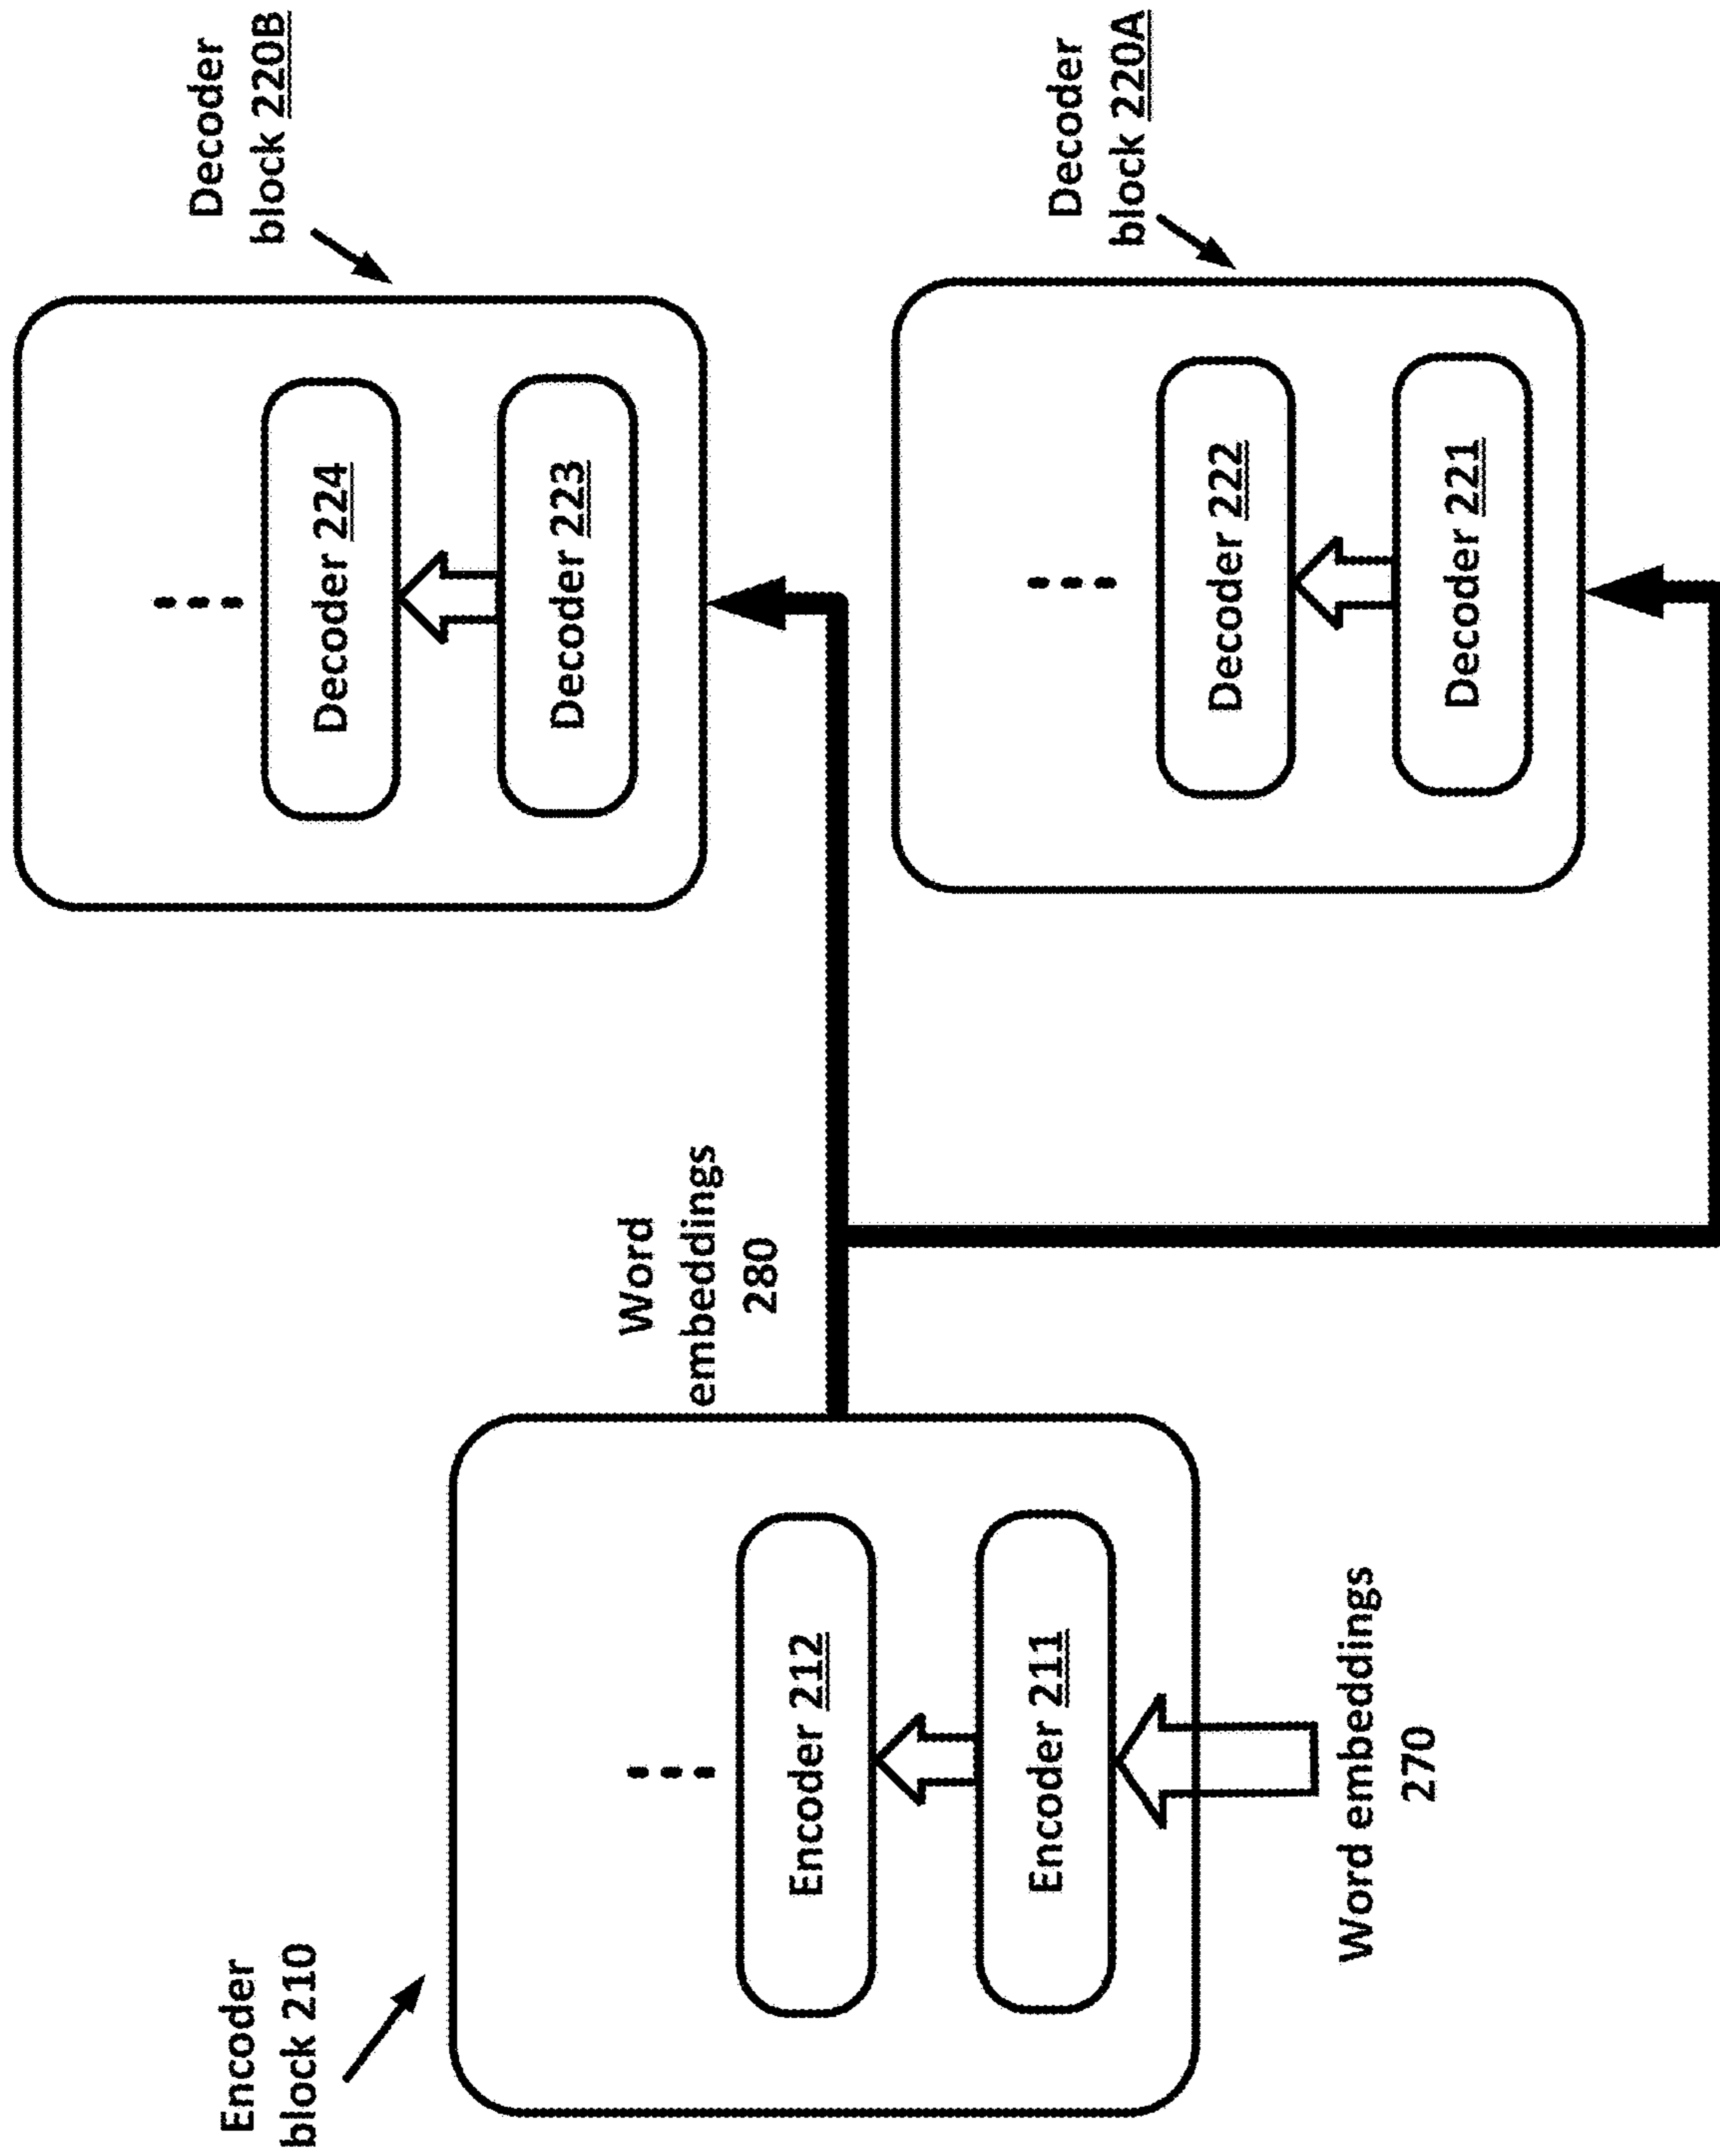 Encoder
block 210
Encoder 212
Encoder 211
Word embeddings
270
Word
embeddings
280
Decoder
block 220B
Decoder 224
Decoder 223
Decoder
block 220A
Decoder 222
Decoder 221